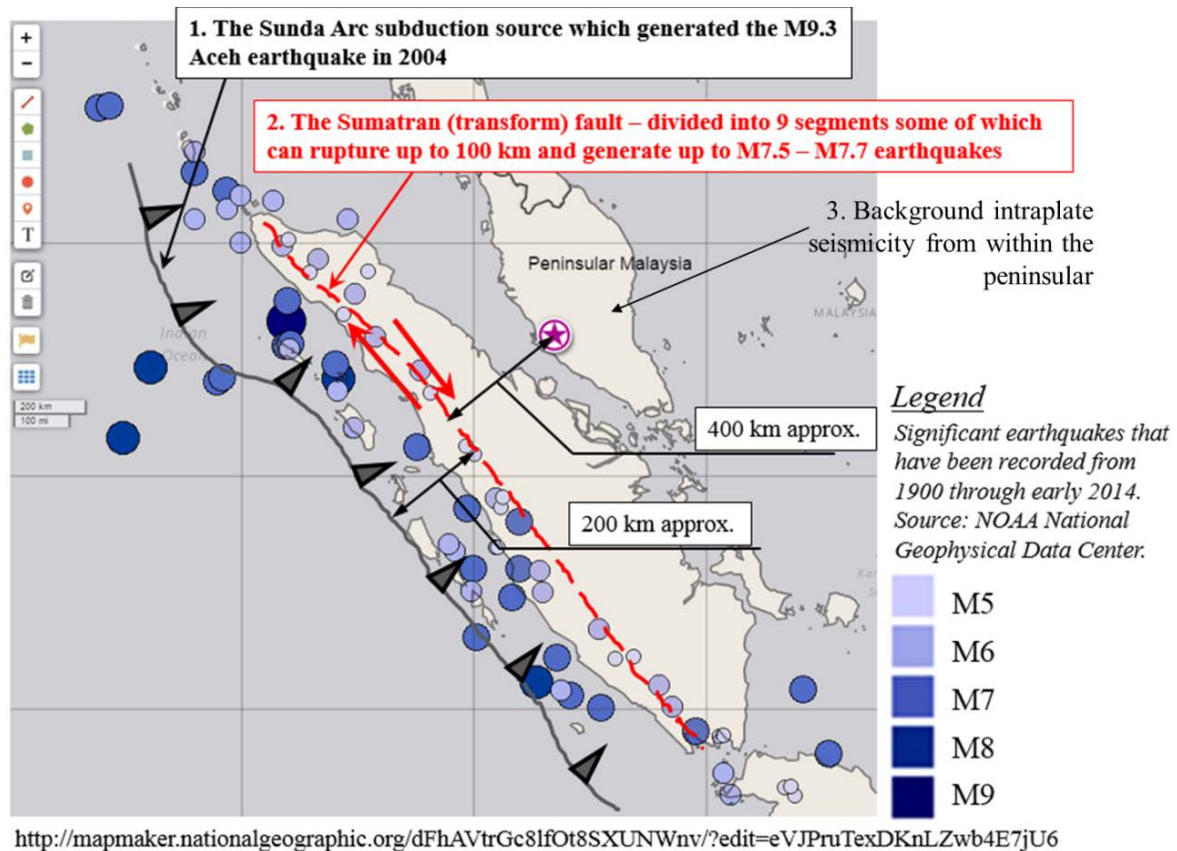 1. The Sunda Arc subduction source which generated the M9.3
Aceh earthquake in 2004
2. The Sumatran (transform) fault – divided into 9 segments some of which
can rupture up to 100 km and generate up to M7.5 – M7.7 earthquakes
3. Background intraplate
seismicity from within the
peninsular
+
−
T
Peninsular Malaysia
MALAYSIA
Indian
Ocean
200 km
100 mi
400 km approx.
200 km approx.
Legend
Significant earthquakes that
have been recorded from
1900 through early 2014.
Source: NOAA National
Geophysical Data Center.
M5
M6
M7
M8
M9
http://mapmaker.nationalgeographic.org/dFhAVtrGc8lfOt8SXUNWnv/?edit=eVJPruTexDKnLZwb4E7jU6